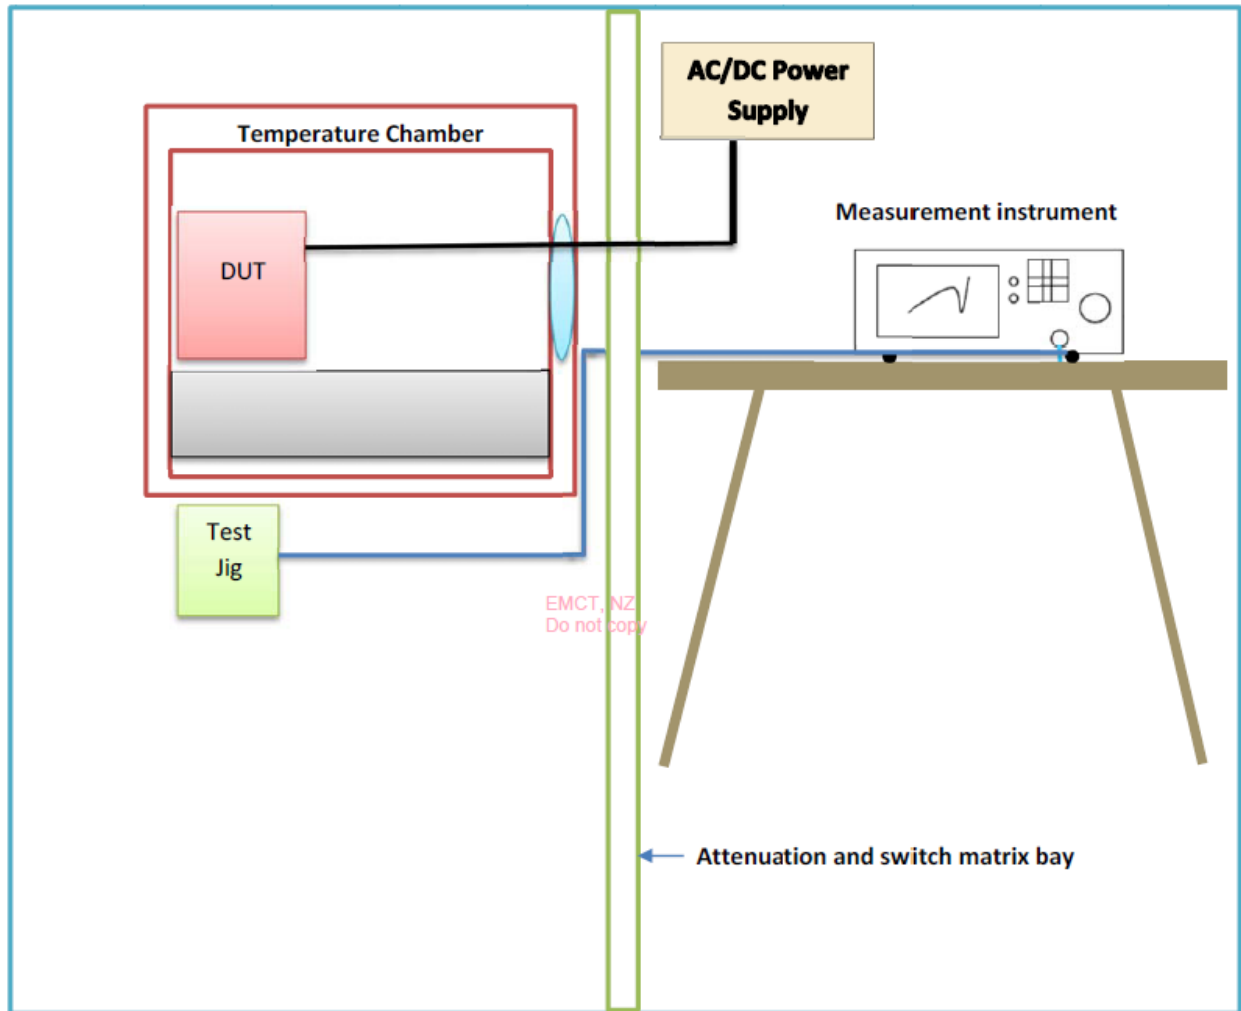 AC/DC Power
Supply
Temperature Chamber
Measurement instrument
DUT
Test
Jig
EMCT, NZ
Do not copy
Attenuation and switch matrix bay